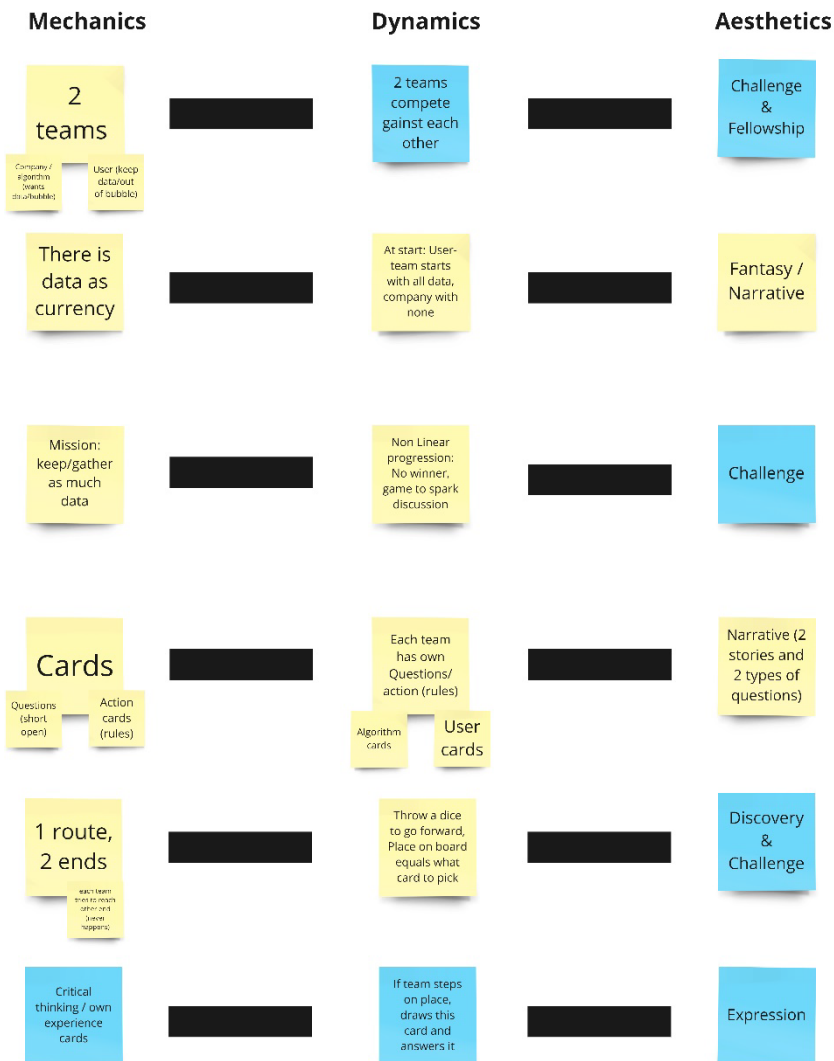 Mechanics
Dynamics
Aesthetics
2
teams
Company /
algorithm
(wants
data/bubble)
User (keep
data/out
of bubble)
2 teams
compete
gainst each
other
Challenge
&
Fellowship
There is
data as
currency
At start: User-
team starts
with all data,
company with
none
Fantasy /
Narrative
Mission:
keep/gather
as much
data
Non Linear
progression:
No winner,
game to spark
discussion
Challenge
Cards
Questions
(short
open)
Action
cards
(rules)
Each team
has own
Questions/
action (rules)
Algorithm
cards
User
cards
Narrative (2
stories and
2 types of
questions)
1 route,
2 ends
each team
tries to reach
other end
(never
happens)
Throw a dice
to go forward,
Place on board
equals what
card to pick
Discovery
&
Challenge
Critical
thinking / own
experience
cards
If team steps
on place,
draws this
card and
answers it
Expression